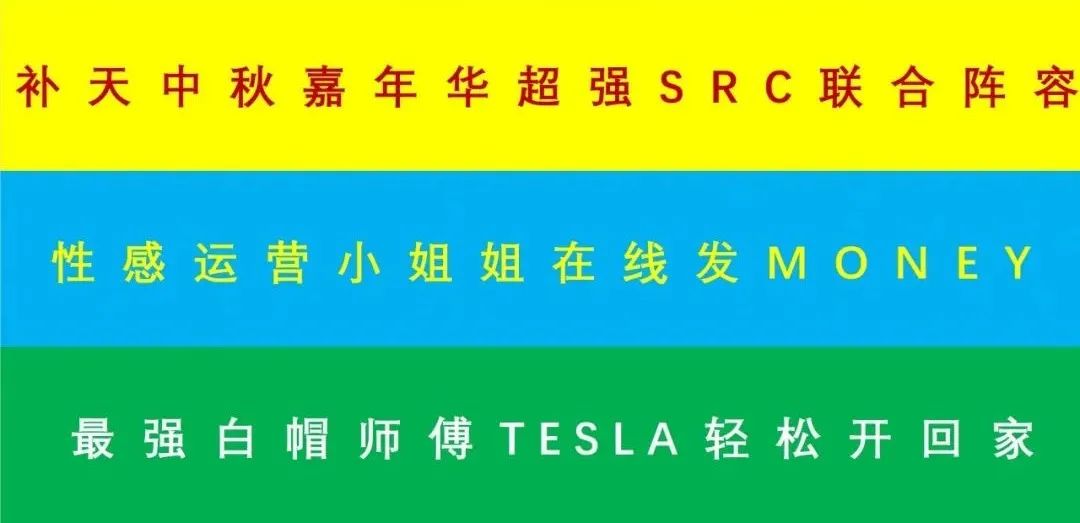 补天中秋嘉年华超强SRC联合阵容
性感运营小姐姐在线发MONEY
最强白帽师傅TESLA轻松开回家